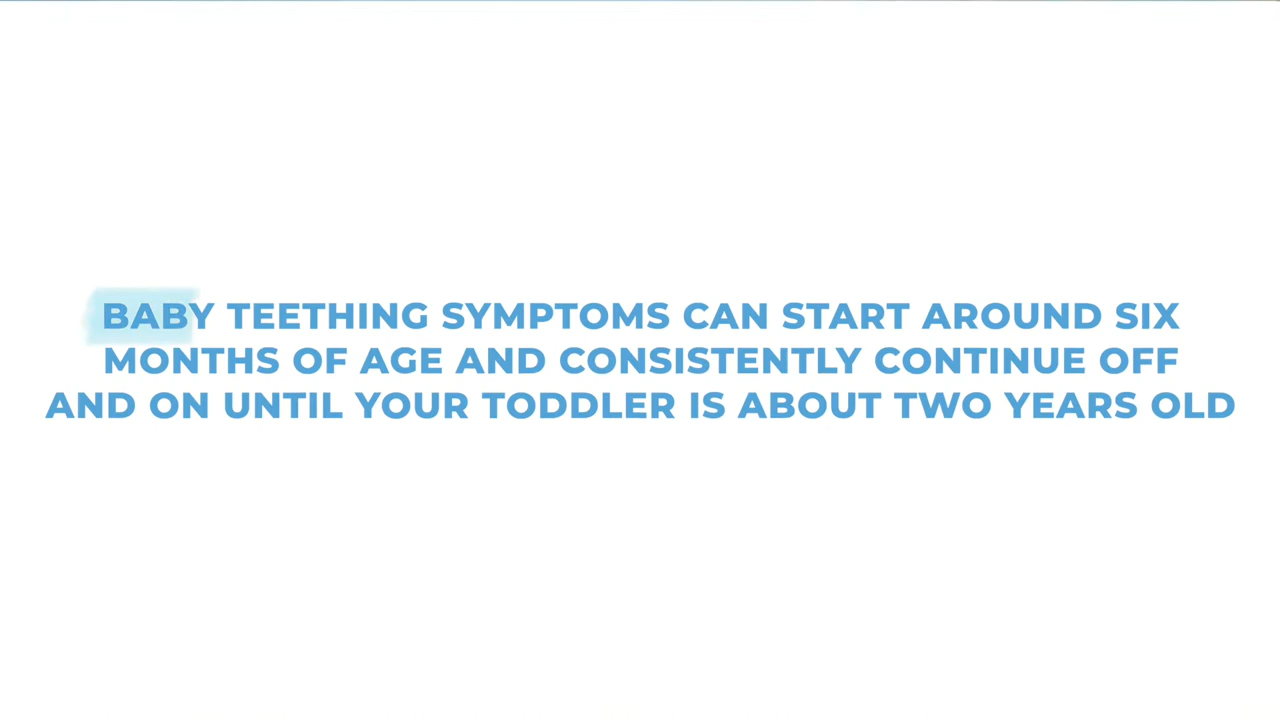 BABY TEETHING SYMPTOMS CAN START AROUND SIX
MONTHS OF AGE AND CONSISTENTLY CONTINUE OFF
AND ON UNTIL YOUR TODDLER IS ABOUT TWO YEARS OLD